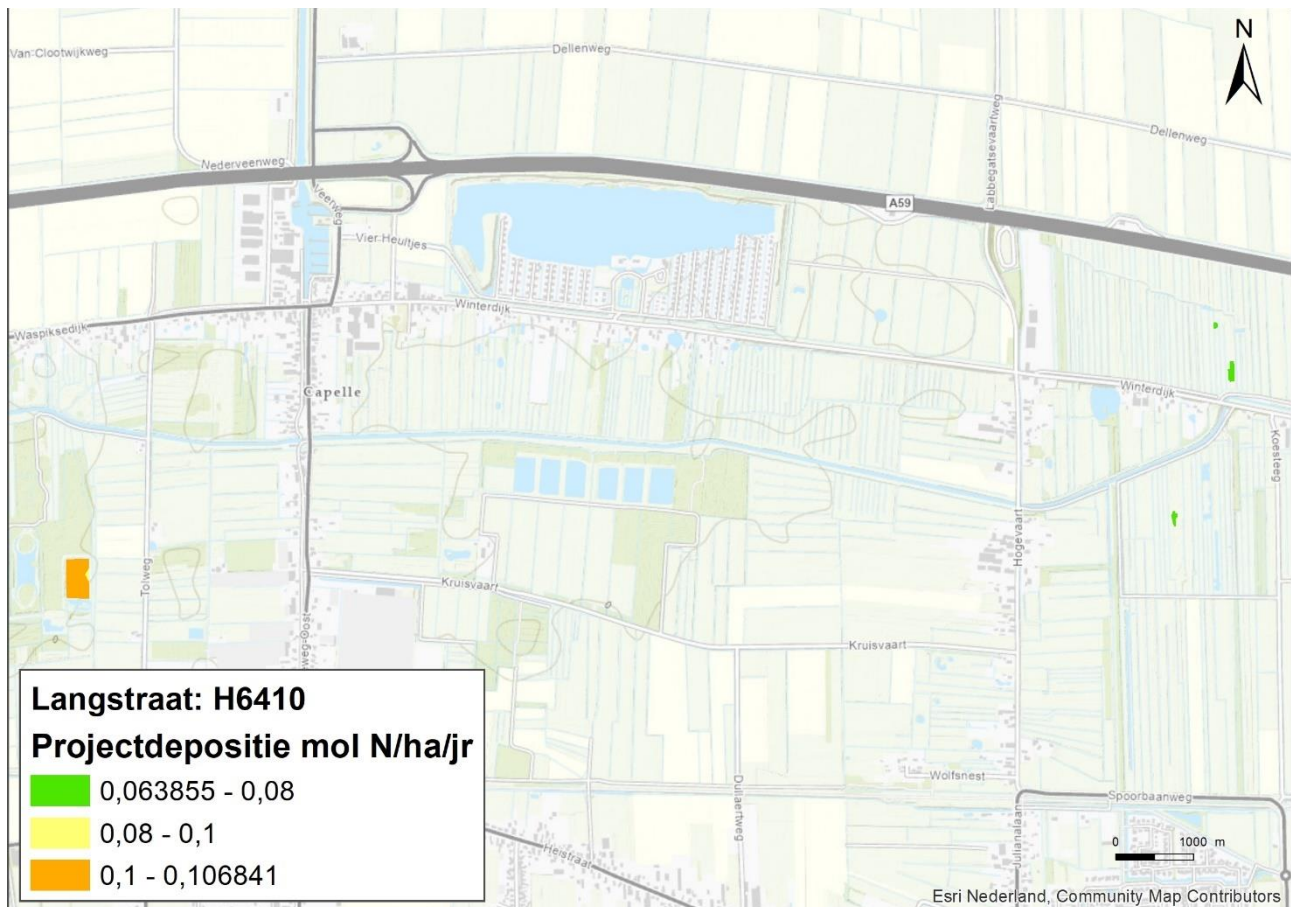 Van Clootwijkweg
Dellenweg
N
Labbegatsevaartweg
Dellenweg
Nederveenweg
Veerweg
A59
Vier Heultjes
Winterdijk
Waspiksedijk
Capelle
Winterdijk
Koesteeg
Tolweg
Hogevaart
Kruisvaart
Kruisvaart
Wolfsnest
Spoorbaanweg
Julianalaan
Dullaertweg
Heistraat
Langstraat: H6410
Projectdepositie mol N/ha/jr
0,063855 - 0,08
0,08 - 0,1
0,1 - 0,106841
0 1000 m
Esri Nederland, Community Map Contributors